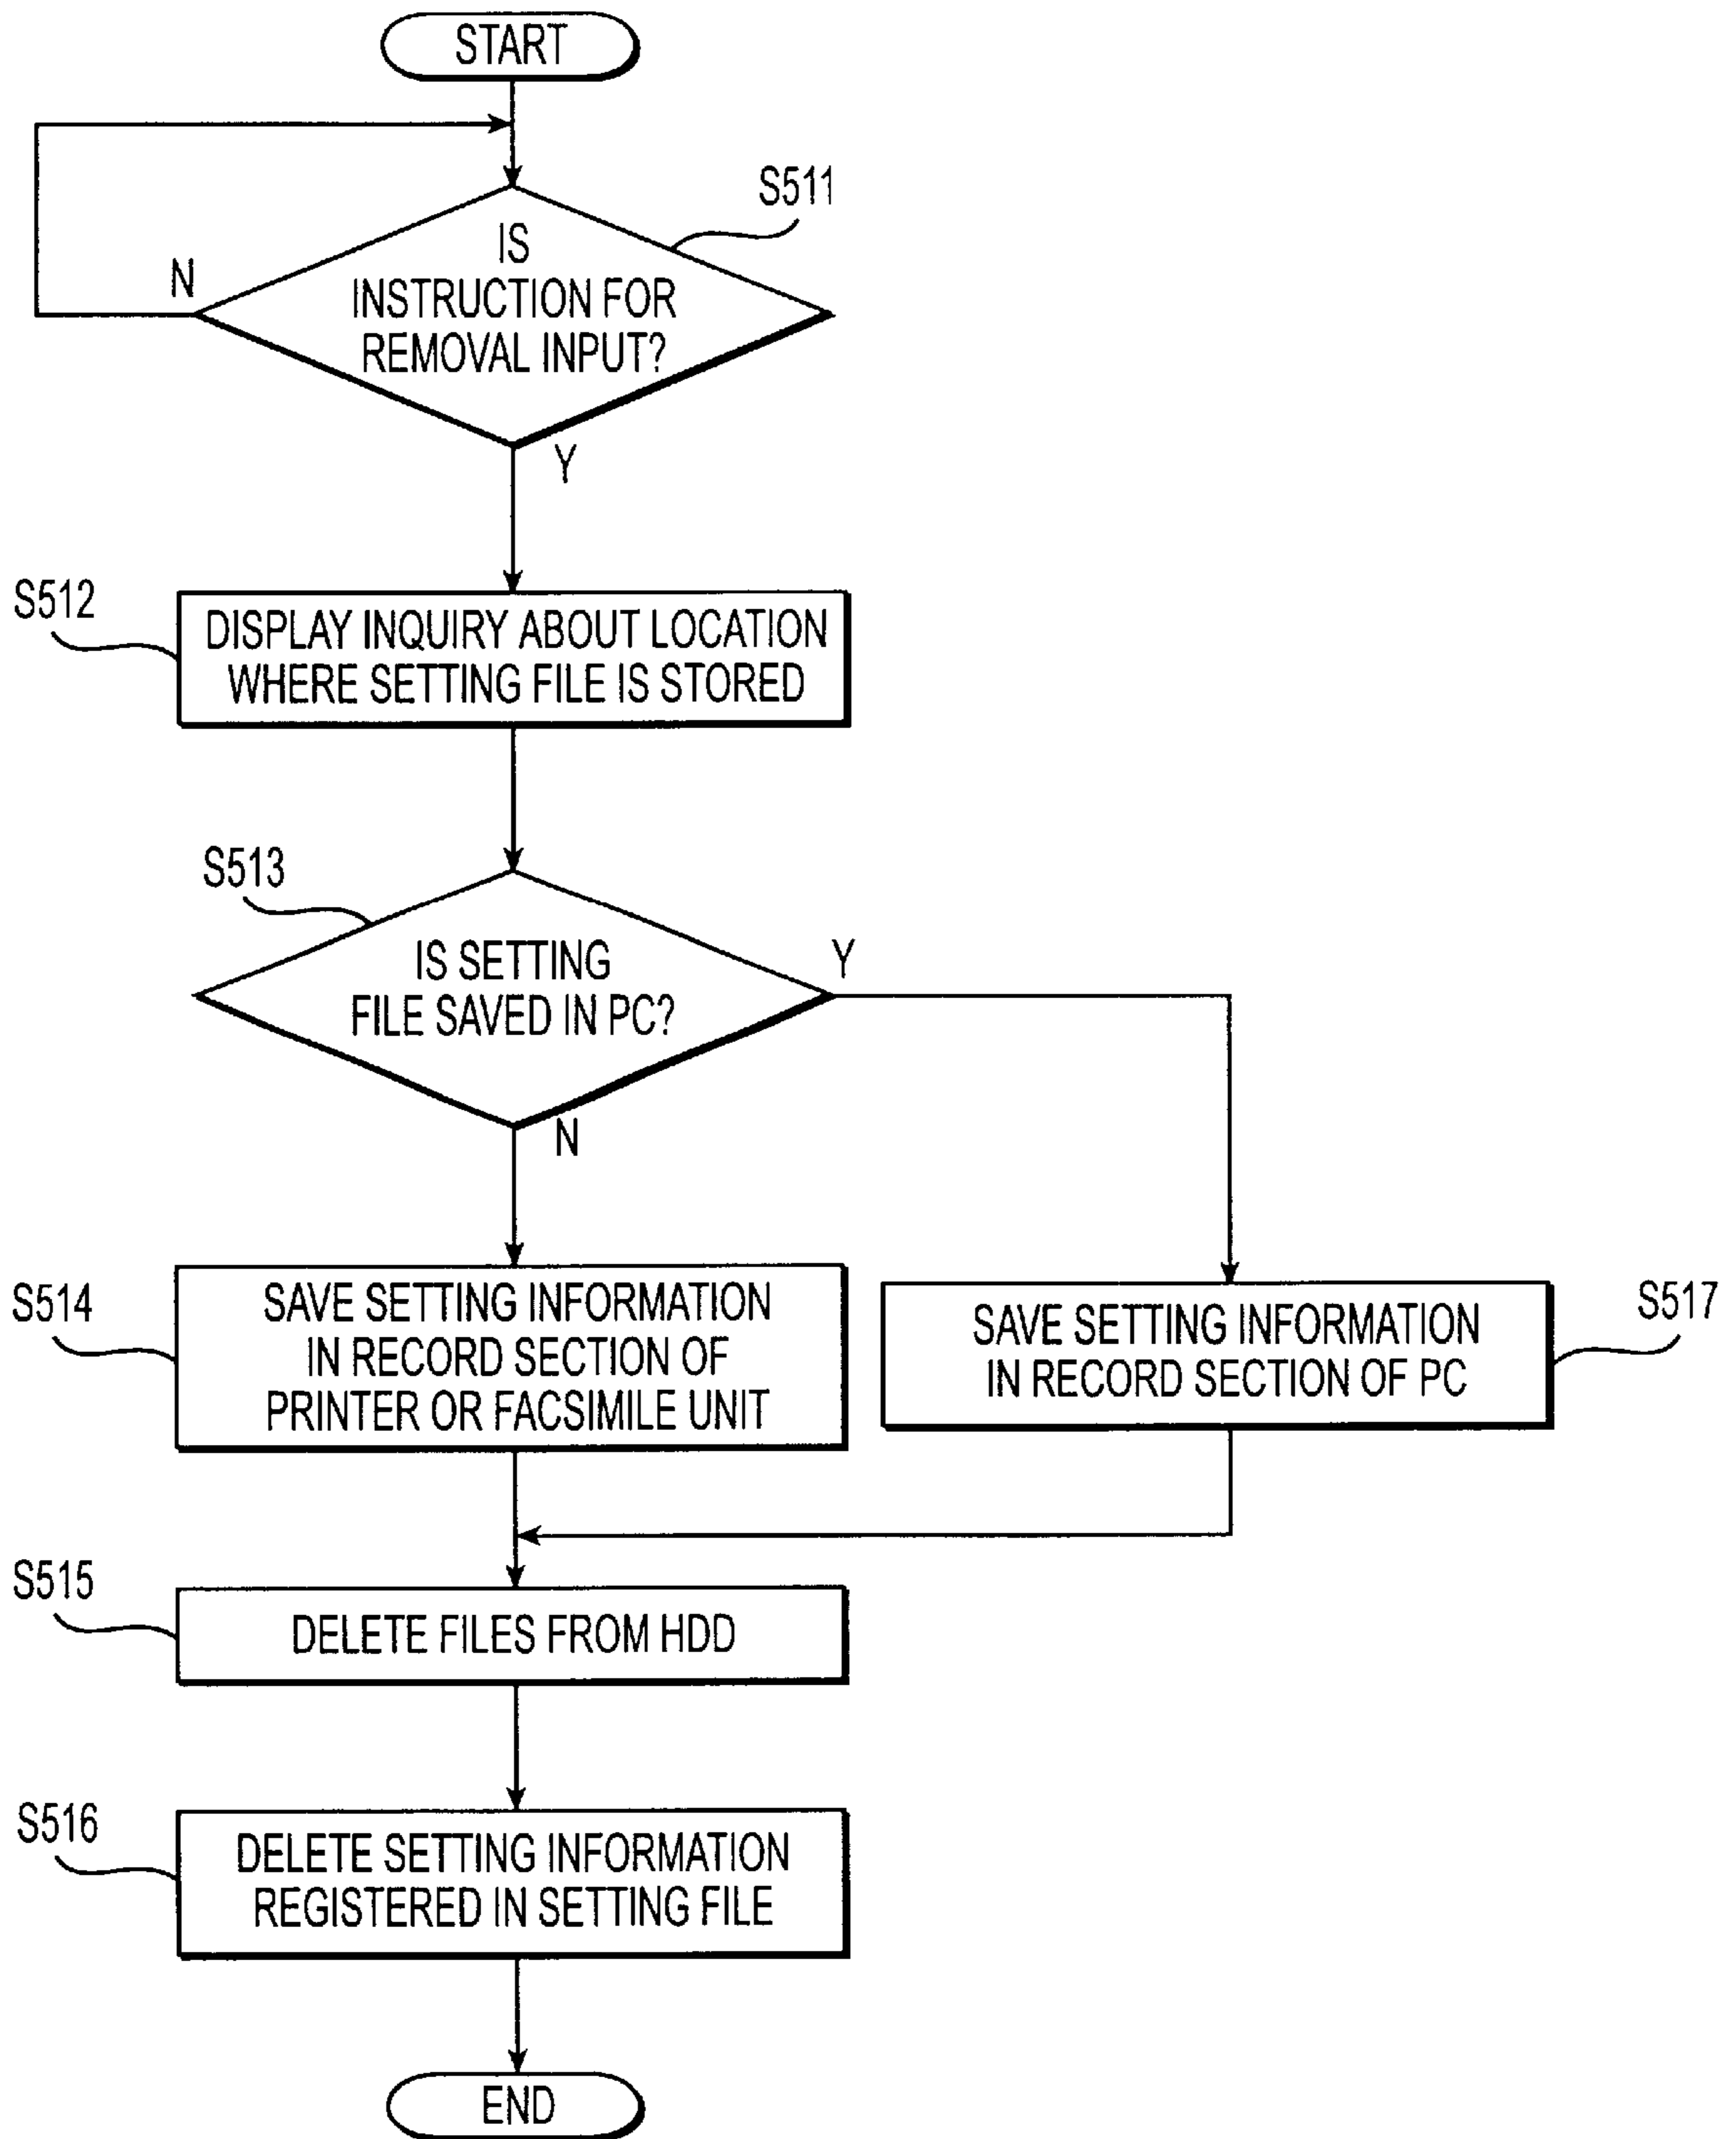 START
S511
IS
INSTRUCTION FOR
REMOVAL INPUT?
N
Y
S512
DISPLAY INQUIRY ABOUT LOCATION
WHERE SETTING FILE IS STORED
S513
IS SETTING
FILE SAVED IN PC?
Y
N
S514
SAVE SETTING INFORMATION
IN RECORD SECTION OF
PRINTER OR FACSIMILE UNIT
SAVE SETTING INFORMATION
IN RECORD SECTION OF PC
S517
S515
DELETE FILES FROM HDD
S516
DELETE SETTING INFORMATION
REGISTERED IN SETTING FILE
END